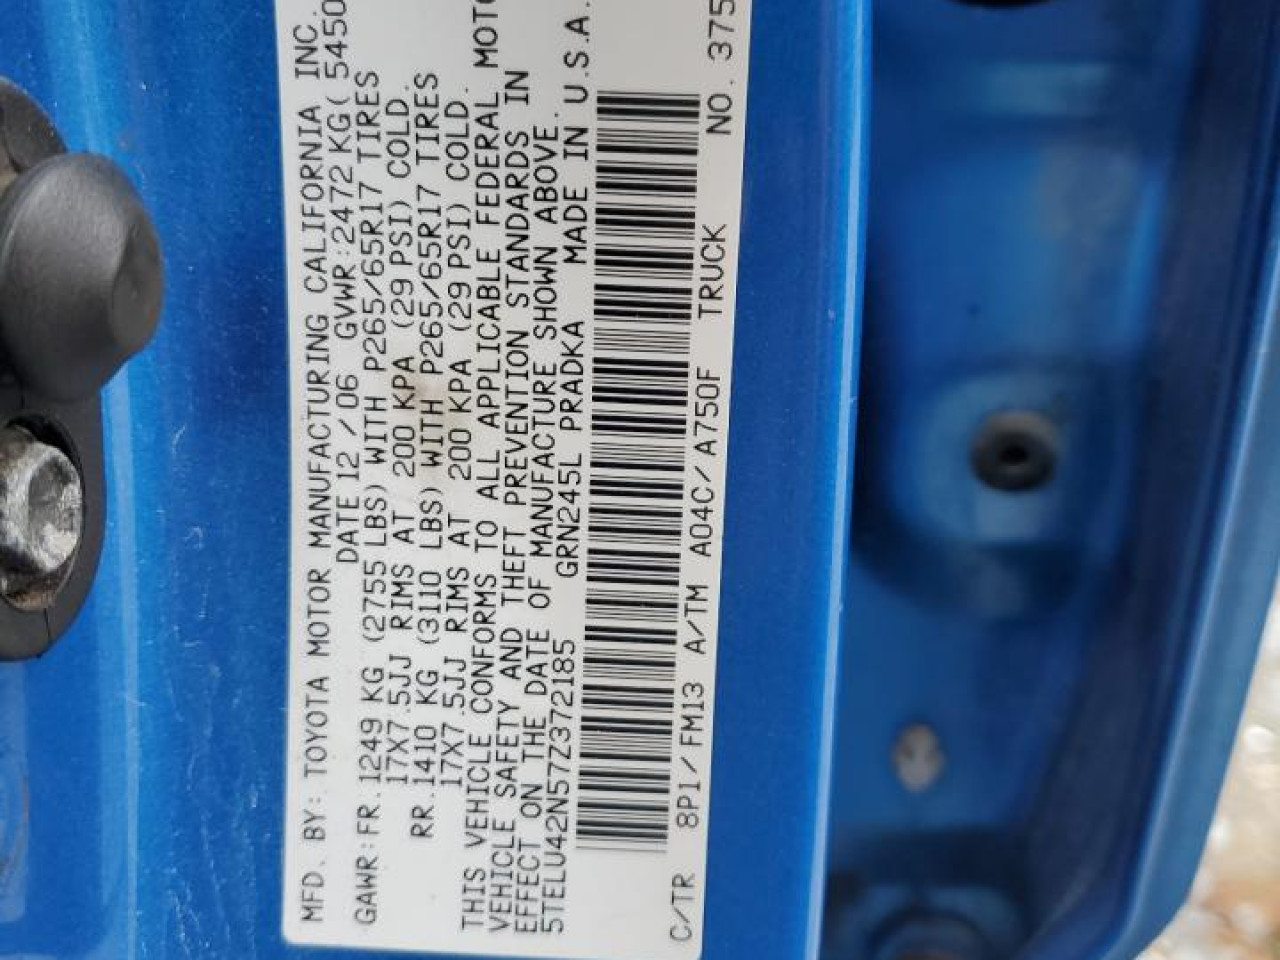 MFD. BY: TOYOTA MOTOR MANUFACTURING CALIFORNIA INC.
DATE 12/06 GVWR:2472 KG( 5450
GAWR:FR.1249 KG (2755 LBS) WITH P265/65R17 TIRES
17X7.5JJ RIMS AT 200 KPA (29 PSI) COLD.
RR.1410 KG (3110 LBS) WITH P265/65R17 TIRES
17X7.5JJ RIMS AT 200 KPA (29 PSI) COLD.
THIS VEHICLE CONFORMS TO ALL APPLICABLE FEDERAL MOTO
VEHICLE SAFETY AND THEFT PREVENTION STANDARDS IN
EFFECT ON THE DATE OF MANUFACTURE SHOWN ABOVE.
5TELU42N57Z372185 GRN245L PRADKA MADE IN U.S.A.
C/TR 8P1/FM13 A/TM A04C/A750F TRUCK NO. 375